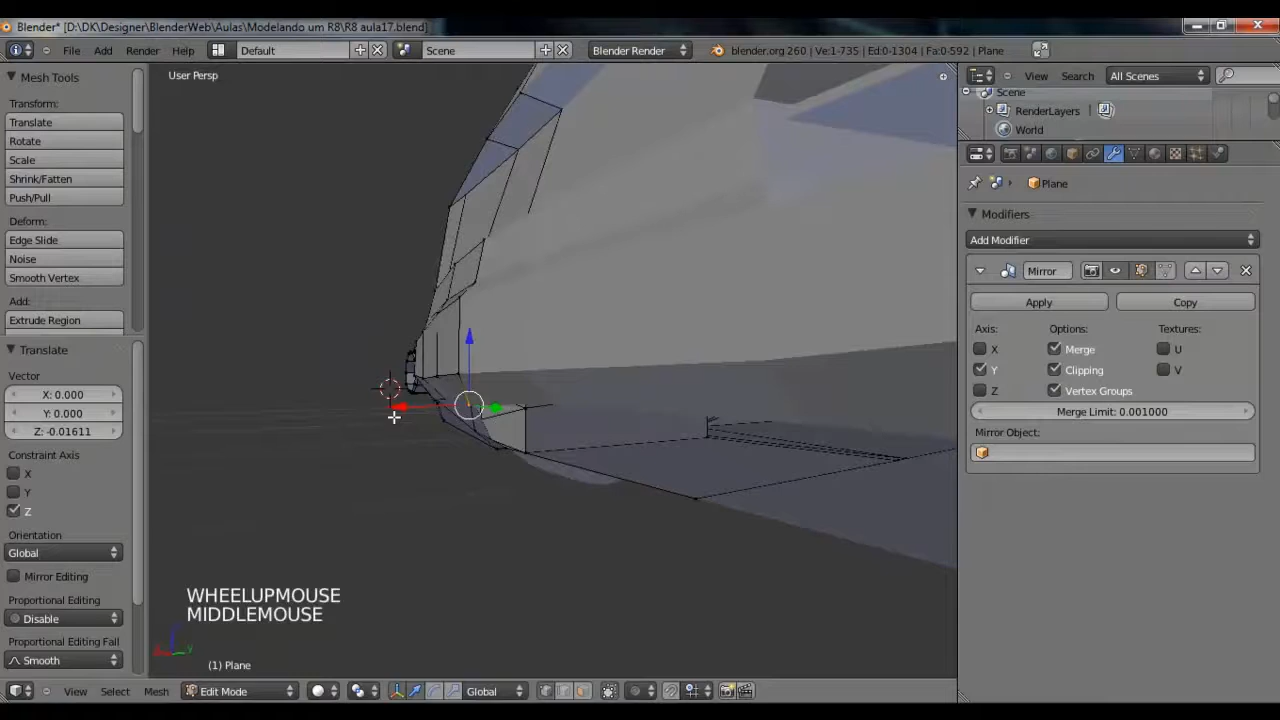 Blender* [D:\DK\Designer\BlenderWeb\Aulas\Modelando um R8\R8 aula17.blend]
File Add Render Help Default Scene Blender Render blender.org 260 | Ve:1-735 | Ed:0-1304 | Fa:0-592 | Plane
Mesh Tools
Transform:
Translate
Rotate
Scale
Shrink/Fatten
Push/Pull
Deform:
Edge Slide
Noise
Smooth Vertex
Add:
Extrude Region
Translate
Vector
X: 0.000
Y: 0.000
Z: -0.01611
Constraint Axis
X
Y
Z
Orientation
Global
Mirror Editing
Proportional Editing
Disable
Proportional Editing Fall
Smooth
User Persp
WHEELUPMOUSE
MIDDLEMOUSE
(1) Plane
View Select Mesh Edit Mode Global
View Search All Scenes
Scene
RenderLayers |
World
Plane
Modifiers
Add Modifier
Mirror
Apply Copy
Axis: Options: Textures:
X Merge U
Y Clipping V
Z Vertex Groups
Merge Limit: 0.001000
Mirror Object: